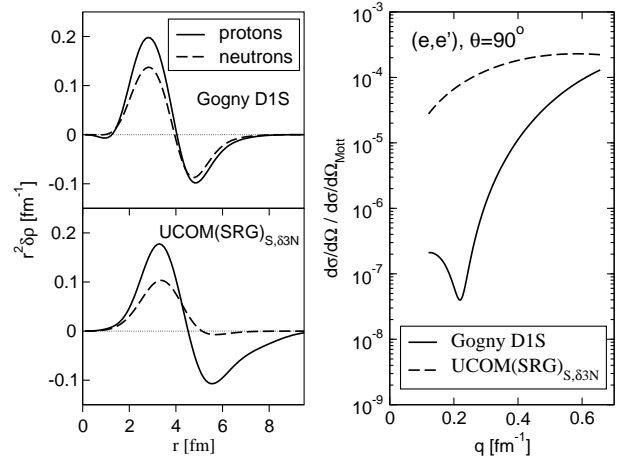 0.2
0.1
0
-0.1
protons
neutrons
Gogny D1S
r²δρ [fm⁻¹]
0.2
0.1
0
-0.1
UCOM(SRG)S,δ3N
0 2 4 6 8
r [fm]
(e,e'), θ=90°
dσ/dΩ / dσ/dΩMott
10⁻³
10⁻⁴
10⁻⁵
10⁻⁶
10⁻⁷
10⁻⁸
10⁻⁹
Gogny D1S
UCOM(SRG)S,δ3N
0 0.2 0.4 0.6
q [fm⁻¹]